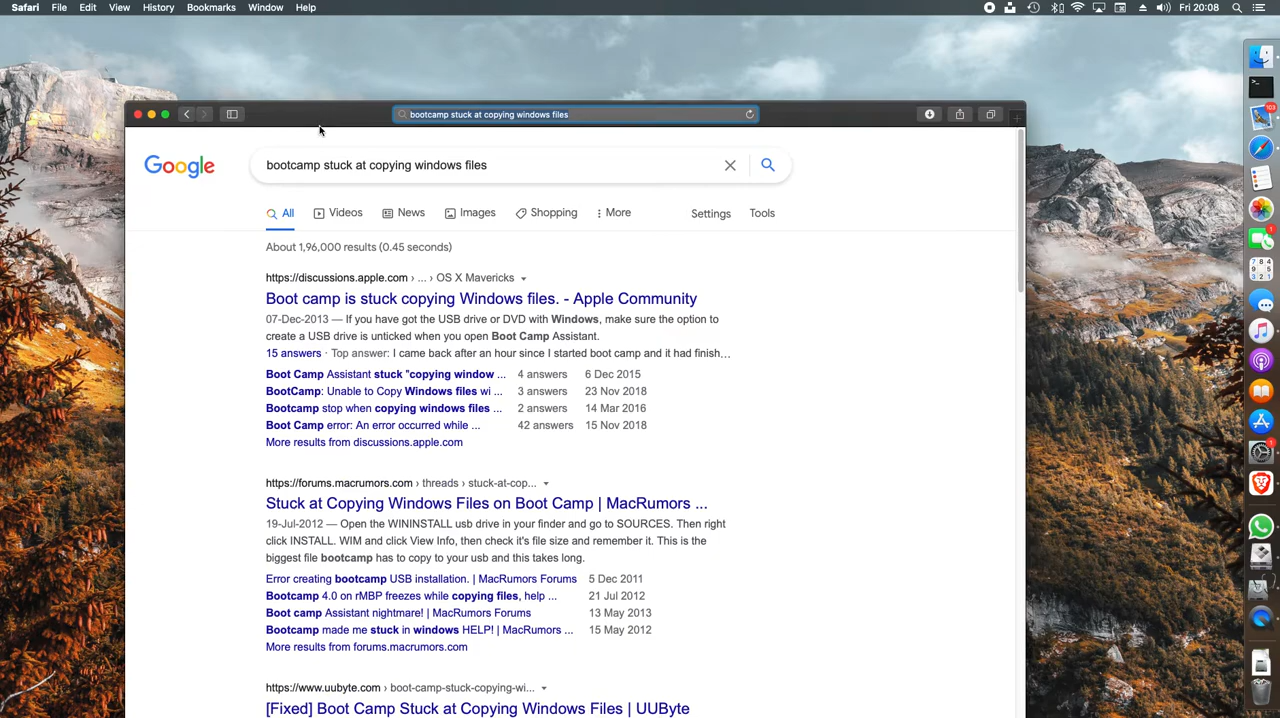 Safari File Edit View History Bookmarks Window Help
Fri 20:08
bootcamp stuck at copying windows files
Google
bootcamp stuck at copying windows files
All Videos News Images Shopping More Settings Tools
About 1,96,000 results (0.45 seconds)
https://discussions.apple.com › ... › OS X Mavericks
Boot camp is stuck copying Windows files. - Apple Community
07-Dec-2013 — If you have got the USB drive or DVD with Windows, make sure the option to
create a USB drive is unticked when you open Boot Camp Assistant.
15 answers · Top answer: I came back after an hour since I started boot camp and it had finish...
Boot Camp Assistant stuck "copying window ... 4 answers 6 Dec 2015
BootCamp: Unable to Copy Windows files wi ... 3 answers 23 Nov 2018
Bootcamp stop when copying windows files ... 2 answers 14 Mar 2016
Boot Camp error: An error occurred while ... 42 answers 15 Nov 2018
More results from discussions.apple.com
https://forums.macrumors.com › threads › stuck-at-cop...
Stuck at Copying Windows Files on Boot Camp | MacRumors ...
19-Jul-2012 — Open the WININSTALL usb drive in your finder and go to SOURCES. Then right
click INSTALL. WIM and click View Info, then check it's file size and remember it. This is the
biggest file bootcamp has to copy to your usb and this takes long.
Error creating bootcamp USB installation. | MacRumors Forums 5 Dec 2011
Bootcamp 4.0 on rMBP freezes while copying files, help ... 21 Jul 2012
Boot camp Assistant nightmare! | MacRumors Forums 13 May 2013
Bootcamp made me stuck in windows HELP! | MacRumors ... 15 May 2012
More results from forums.macrumors.com
https://www.uubyte.com › boot-camp-stuck-copying-wi...
[Fixed] Boot Camp Stuck at Copying Windows Files | UUByte